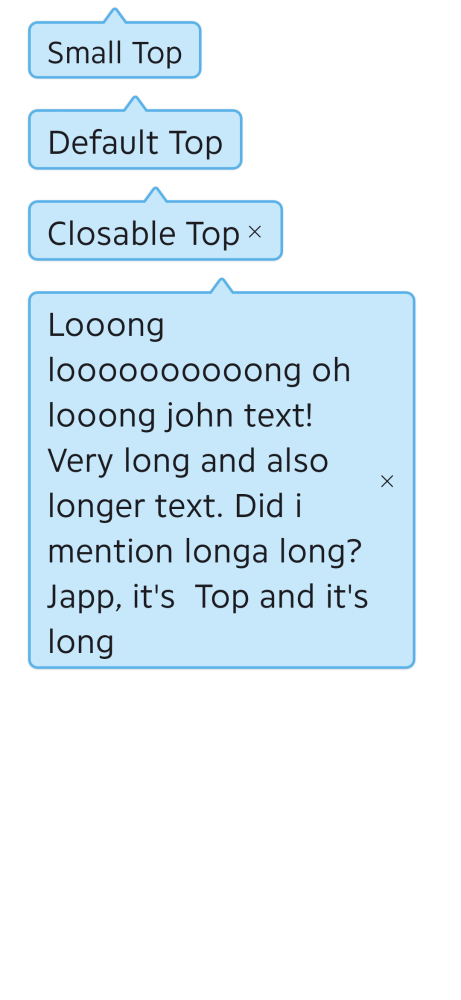 Small Top
Default Top
Closable Top ×
Looong
looooooooooong oh
looong john text!
Very long and also
longer text. Did i
mention longa long?
Japp, it's  Top and it's
long
×